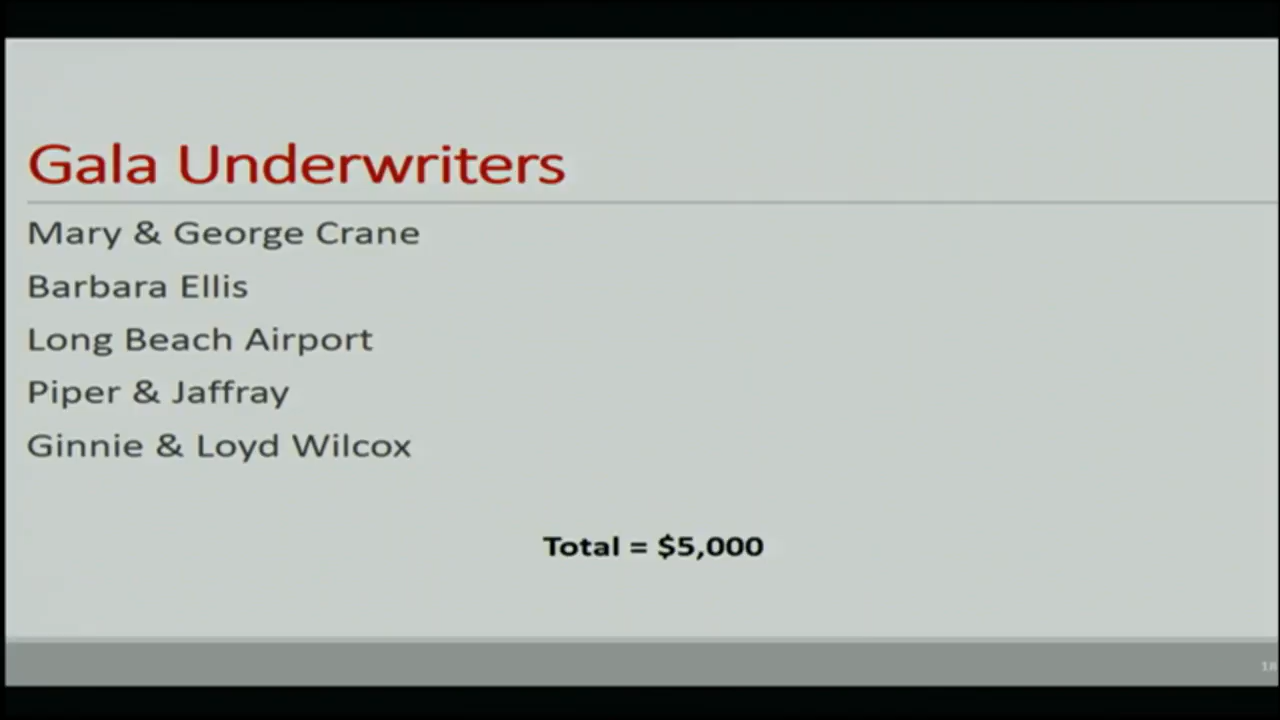 Gala Underwriters
Mary & George Crane
Barbara Ellis
Long Beach Airport
Piper & Jaffray
Ginnie & Loyd Wilcox
Total = $5,000